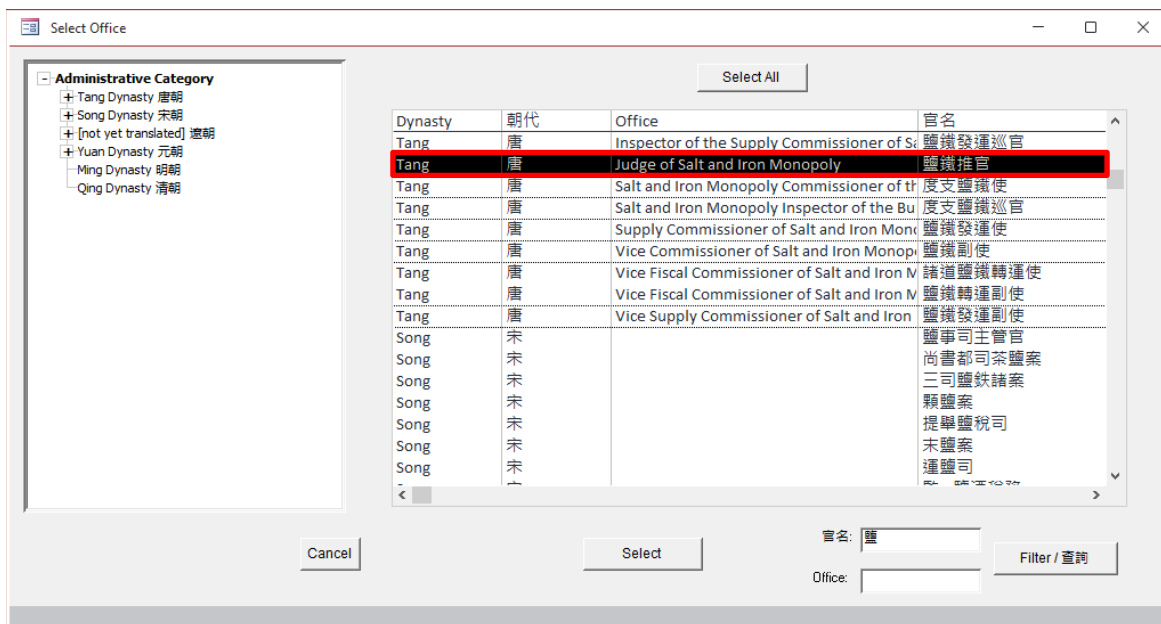 Select Office
Administrative Category
Tang Dynasty 唐朝
Song Dynasty 宋朝
[not yet translated] 遼朝
Yuan Dynasty 元朝
Ming Dynasty 明朝
Qing Dynasty 清朝
Select All
Dynasty 朝代 Office 官名
Tang 唐 Inspector of the Supply Commissioner of Sa 鹽鐵發運巡官
Tang 唐 Judge of Salt and Iron Monopoly 鹽鐵推官
Tang 唐 Salt and Iron Monopoly Commissioner of th 度支鹽鐵使
Tang 唐 Salt and Iron Monopoly Inspector of the Bu 度支鹽鐵巡官
Tang 唐 Supply Commissioner of Salt and Iron Mono 鹽鐵發運使
Tang 唐 Vice Commissioner of Salt and Iron Monop 鹽鐵副使
Tang 唐 Vice Fiscal Commissioner of Salt and Iron M 諸道鹽鐵轉運使
Tang 唐 Vice Fiscal Commissioner of Salt and Iron M 鹽鐵轉運副使
Tang 唐 Vice Supply Commissioner of Salt and Iron 鹽鐵發運副使
Song 宋 鹽事司主管官
Song 宋 尚書都司茶鹽案
Song 宋 三司鹽鉄諸案
Song 宋 顆鹽案
Song 宋 提舉鹽稅司
Song 宋 末鹽案
Song 宋 運鹽司
Cancel
Select
官名: 鹽
Office:
Filter / 查詢